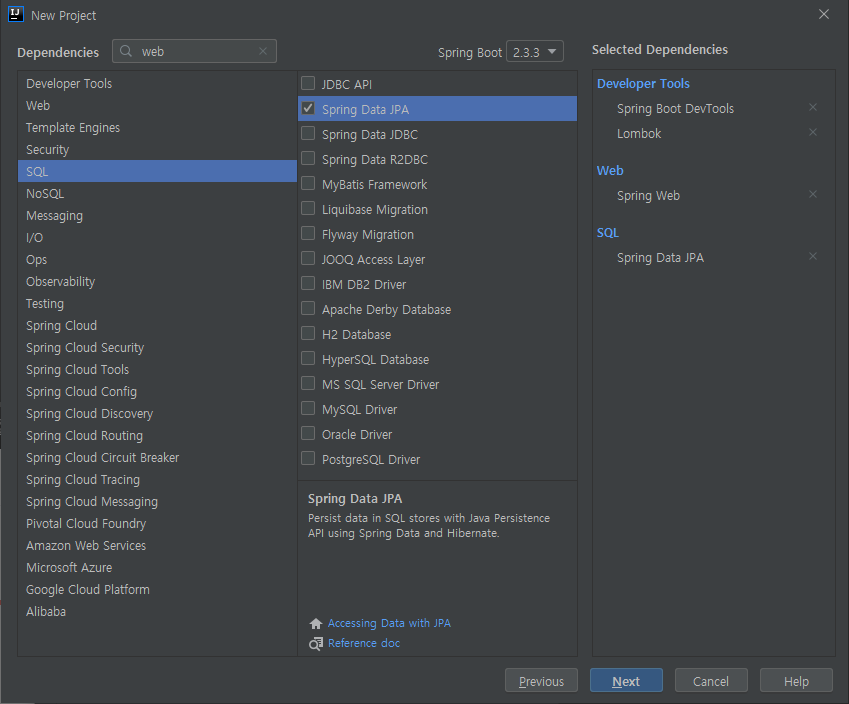 IJ New Project
Dependencies
web
Spring Boot 2.3.3
Selected Dependencies
Developer Tools
Web
Template Engines
Security
SQL
NoSQL
Messaging
I/O
Ops
Observability
Testing
Spring Cloud
Spring Cloud Security
Spring Cloud Tools
Spring Cloud Config
Spring Cloud Discovery
Spring Cloud Routing
Spring Cloud Circuit Breaker
Spring Cloud Tracing
Spring Cloud Messaging
Pivotal Cloud Foundry
Amazon Web Services
Microsoft Azure
Google Cloud Platform
Alibaba
JDBC API
Spring Data JPA
Spring Data JDBC
Spring Data R2DBC
MyBatis Framework
Liquibase Migration
Flyway Migration
JOOQ Access Layer
IBM DB2 Driver
Apache Derby Database
H2 Database
HyperSQL Database
MS SQL Server Driver
MySQL Driver
Oracle Driver
PostgreSQL Driver
Spring Data JPA
Persist data in SQL stores with Java Persistence
API using Spring Data and Hibernate.
Accessing Data with JPA
Reference doc
Developer Tools
Spring Boot DevTools
Lombok
Web
Spring Web
SQL
Spring Data JPA
Previous
Next
Cancel
Help